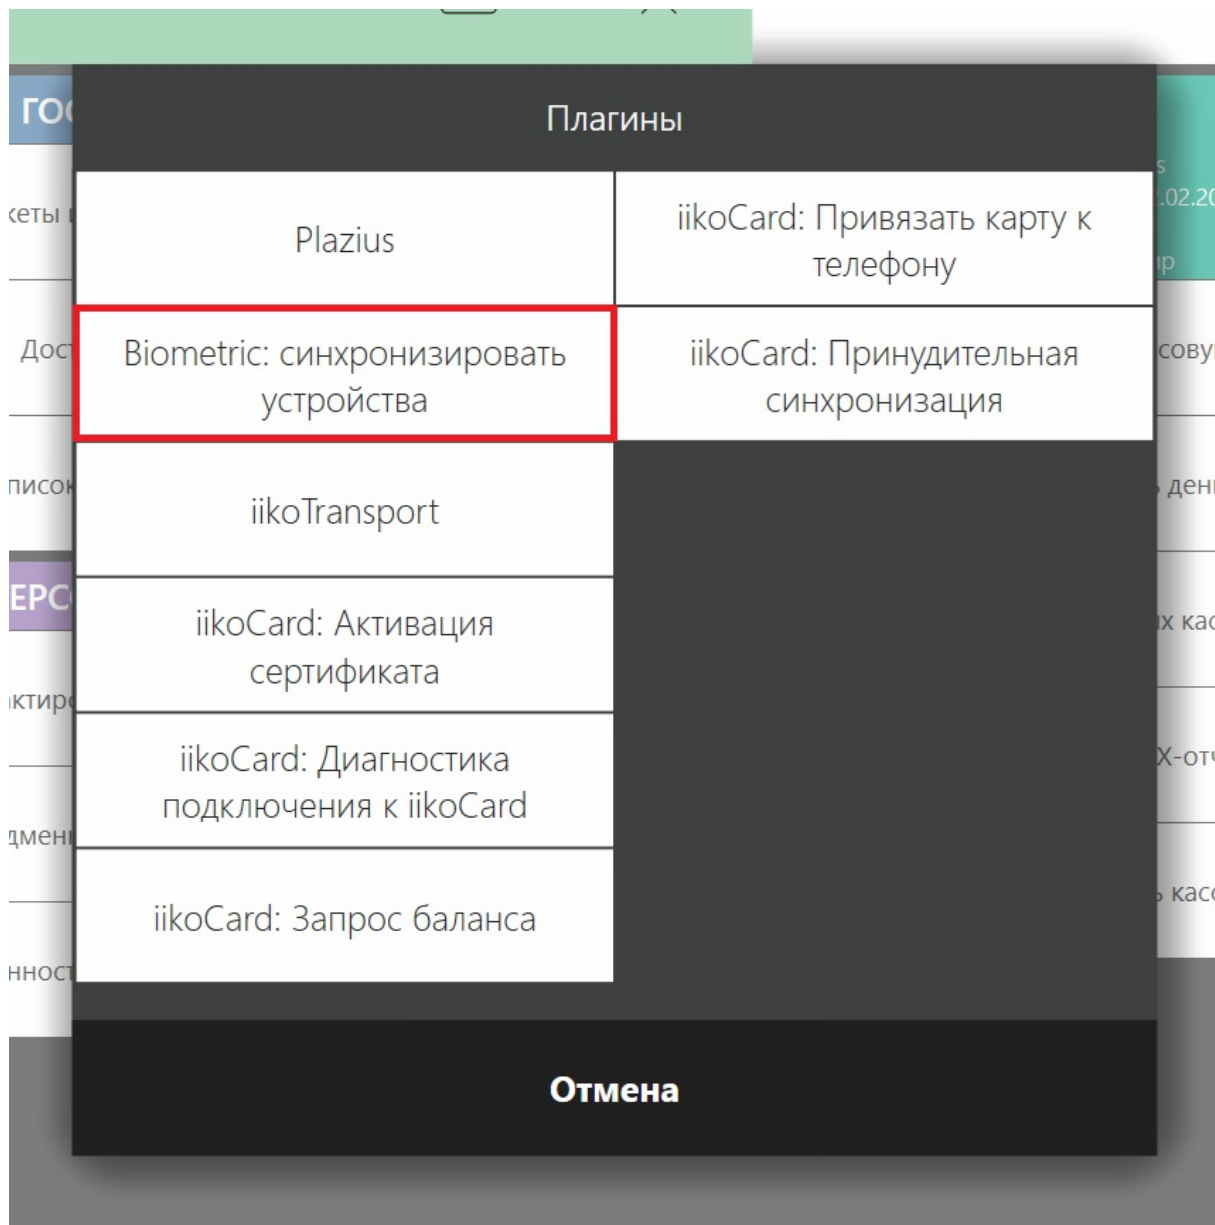 Плагины
Plazius
iikoCard: Привязать карту к
телефону
Biometric: синхронизировать
устройства
iikoCard: Принудительная
синхронизация
iikoTransport
iikoCard: Активация
сертификата
iikoCard: Диагностика
подключения к iikoCard
iikoCard: Запрос баланса
Отмена